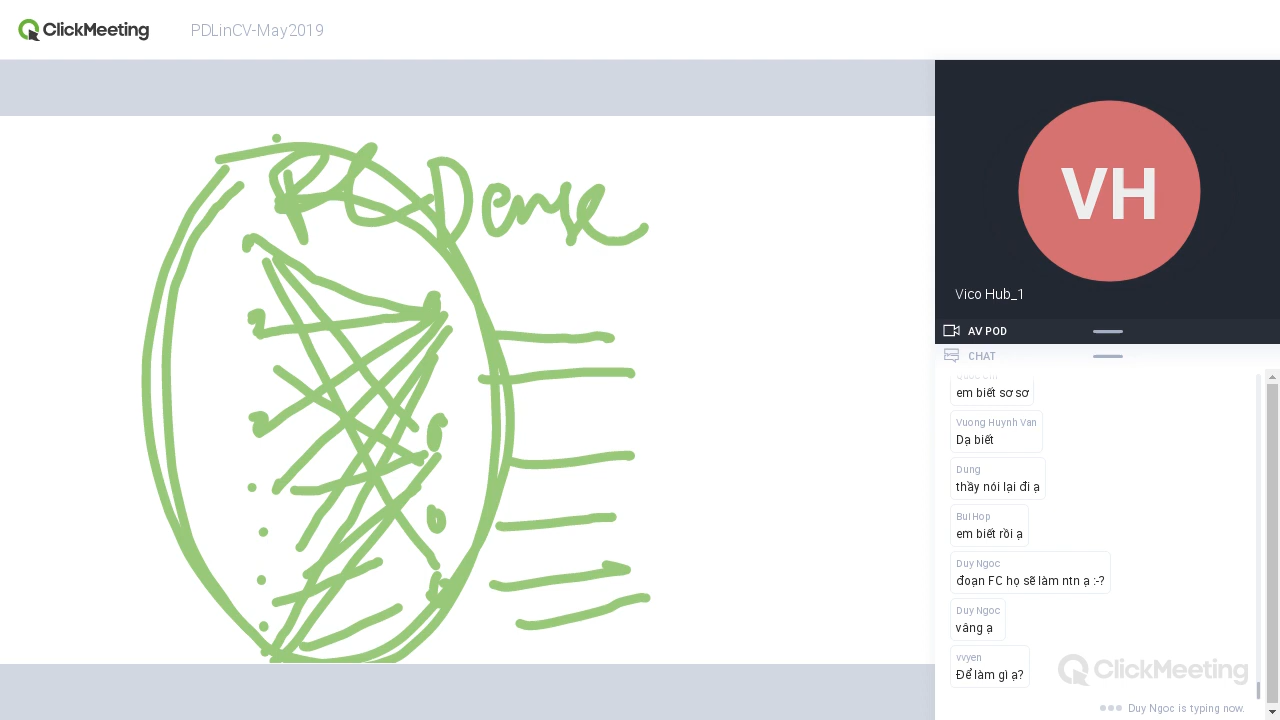 ClickMeeting
PDLinCV-May2019
FC Dense
VH
Vico Hub_1
AV POD
CHAT
em biết sơ sơ
Vuong Huynh Van
Dạ biết
Dung
thầy nói lại đi ạ
Bui Hop
em biết rồi ạ
Duy Ngoc
đoạn FC họ sẽ làm ntn ạ :-?
Duy Ngoc
vâng ạ
vvyen
Để làm gì ạ?
ClickMeeting
Duy Ngoc is typing now.